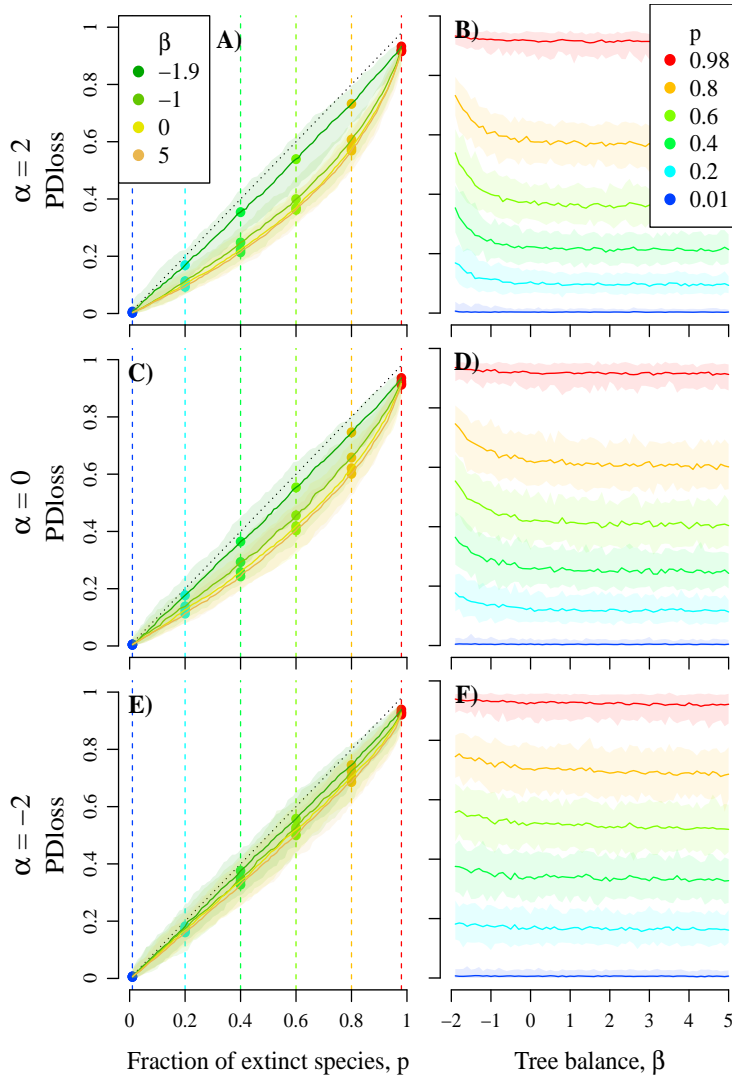 A)
β
−1.9
−1
0
5
B)
p
0.98
0.8
0.6
0.4
0.2
0.01
α = 2
PDloss
0
0.2
0.4
0.6
0.8
1
C)
D)
α = 0
PDloss
0
0.2
0.4
0.6
0.8
1
E)
F)
α = −2
PDloss
0
0.2
0.4
0.6
0.8
1
0 0.2 0.4 0.6 0.8 1
−2 −1 0 1 2 3 4 5
Fraction of extinct species, p
Tree balance, β